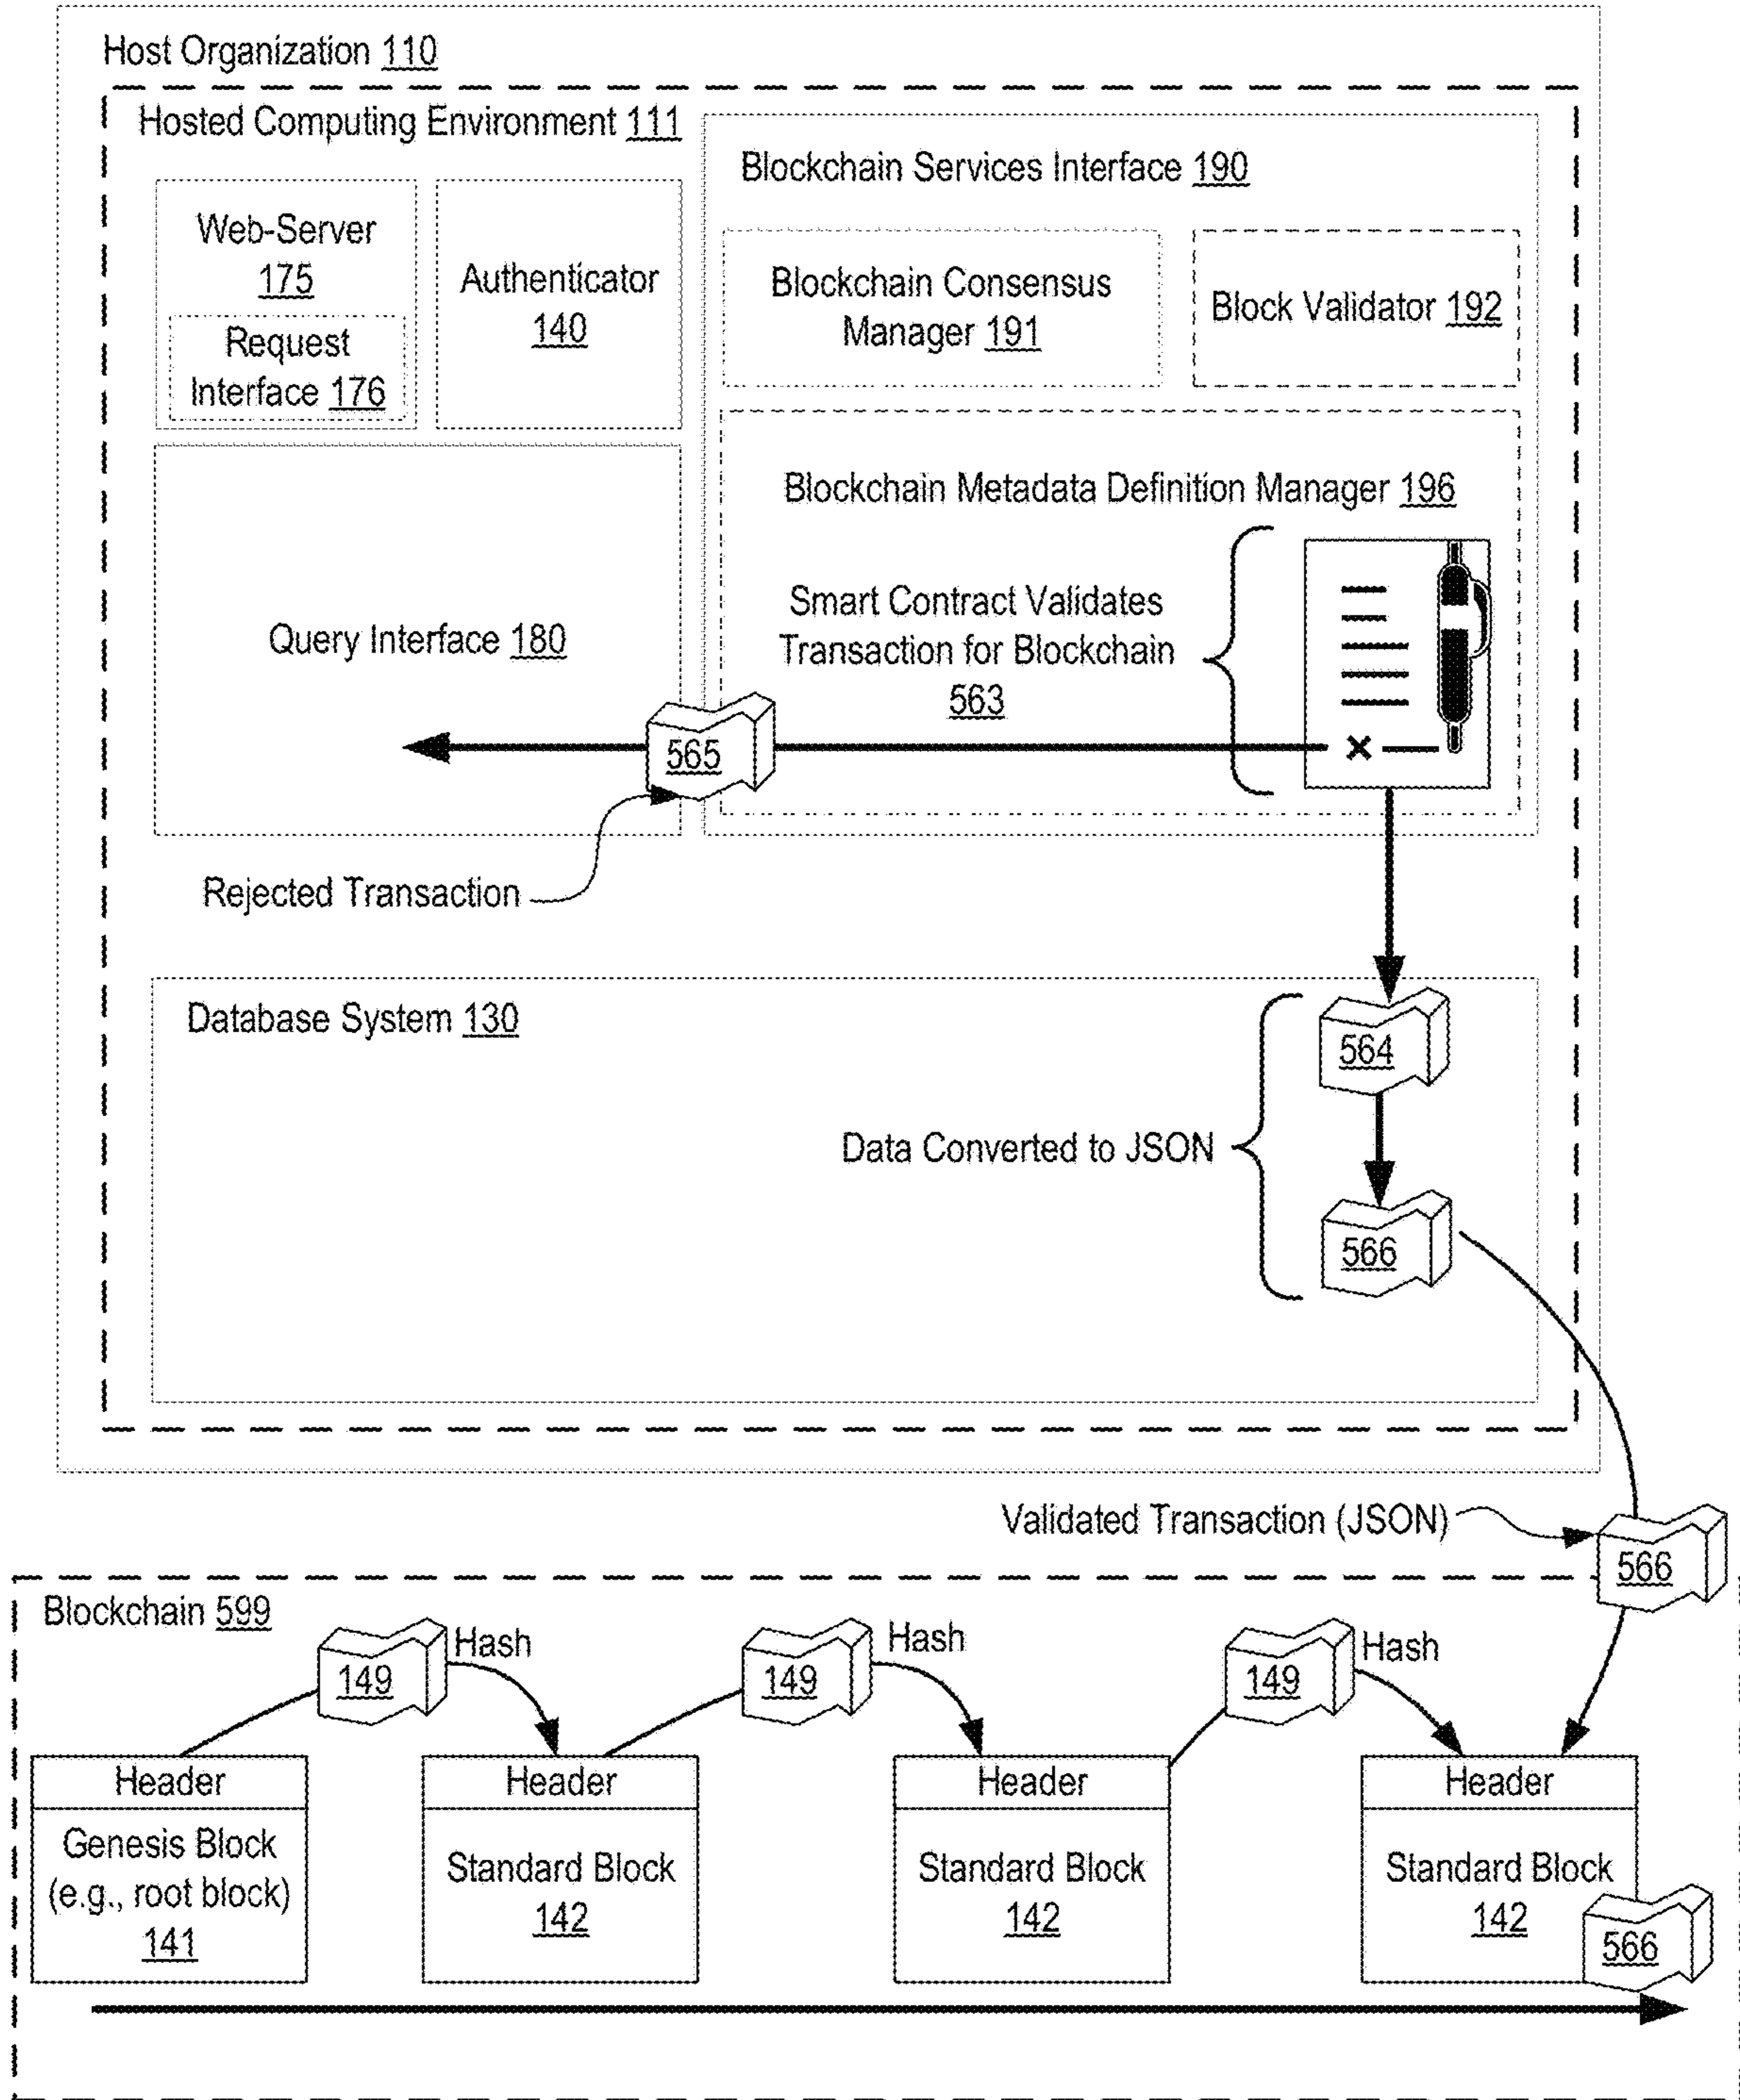 Host Organization 110
Hosted Computing Environment 111
Web-Server
175
Request
Interface 176
Authenticator
140
Query Interface 180
Blockchain Services Interface 190
Blockchain Consensus
Manager 191
Block Validator 192
Blockchain Metadata Definition Manager 196
Smart Contract Validates
Transaction for Blockchain
563
565
Rejected Transaction
Database System 130
564
Data Converted to JSON
566
Validated Transaction (JSON)
566
Blockchain 599
149
Hash
149
Hash
149
Hash
Header
Genesis Block
(e.g., root block)
141
Header
Standard Block
142
Header
Standard Block
142
Header
Standard Block
142
566